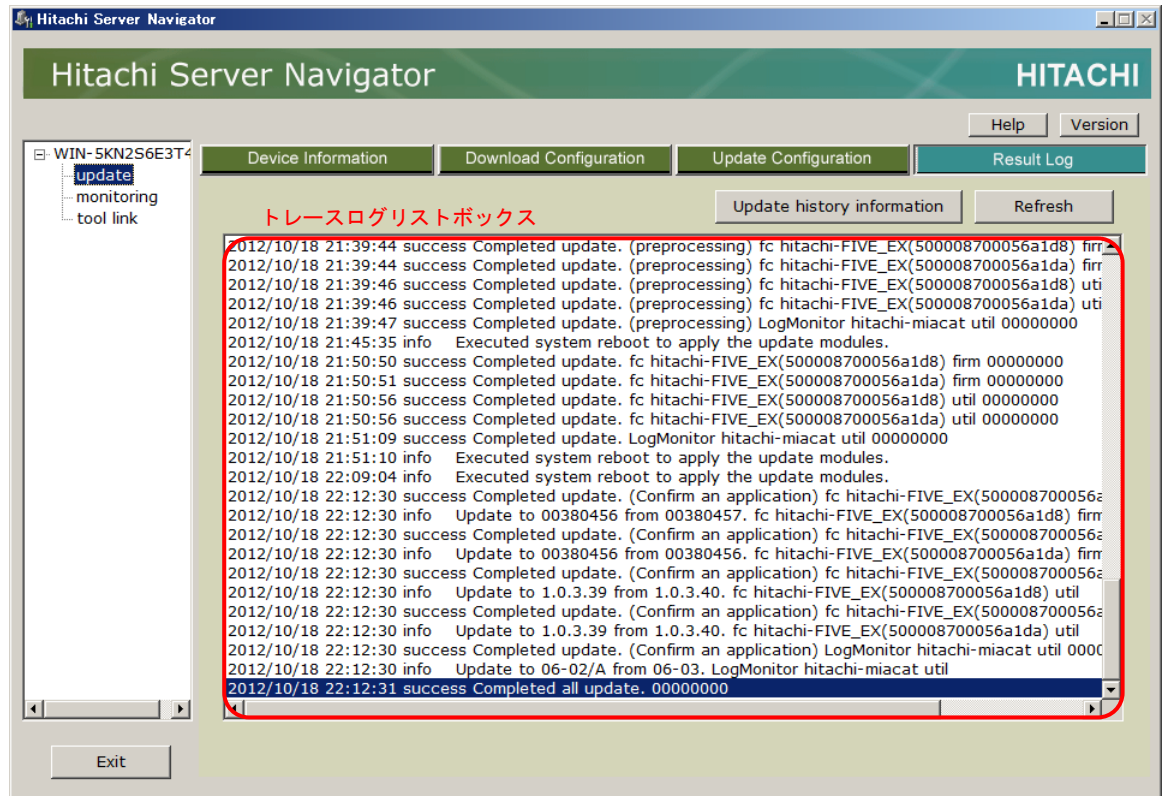 Hitachi Server Navigator
Hitachi Server Navigator
HITACHI
Help
Version
WIN-5KN2S6E3T4
update
monitoring
tool link
Device Information
Download Configuration
Update Configuration
Result Log
トレースログリストボックス
Update history information
Refresh
2012/10/18 21:39:44 success Completed update. (preprocessing) fc hitachi-FIVE_EX(500008700056a1d8) firm
2012/10/18 21:39:44 success Completed update. (preprocessing) fc hitachi-FIVE_EX(500008700056a1da) firm
2012/10/18 21:39:46 success Completed update. (preprocessing) fc hitachi-FIVE_EX(500008700056a1d8) uti
2012/10/18 21:39:46 success Completed update. (preprocessing) fc hitachi-FIVE_EX(500008700056a1da) uti
2012/10/18 21:39:47 success Completed update. (preprocessing) LogMonitor hitachi-miacat util 00000000
2012/10/18 21:45:35 info Executed system reboot to apply the update modules.
2012/10/18 21:50:50 success Completed update. fc hitachi-FIVE_EX(500008700056a1d8) firm 00000000
2012/10/18 21:50:51 success Completed update. fc hitachi-FIVE_EX(500008700056a1da) firm 00000000
2012/10/18 21:50:56 success Completed update. fc hitachi-FIVE_EX(500008700056a1d8) util 00000000
2012/10/18 21:50:56 success Completed update. fc hitachi-FIVE_EX(500008700056a1da) util 00000000
2012/10/18 21:51:09 success Completed update. LogMonitor hitachi-miacat util 00000000
2012/10/18 21:51:10 info Executed system reboot to apply the update modules.
2012/10/18 22:09:04 info Executed system reboot to apply the update modules.
2012/10/18 22:12:30 success Completed update. (Confirm an application) fc hitachi-FIVE_EX(500008700056a
2012/10/18 22:12:30 info Update to 00380456 from 00380457. fc hitachi-FIVE_EX(500008700056a1d8) firm
2012/10/18 22:12:30 success Completed update. (Confirm an application) fc hitachi-FIVE_EX(500008700056a
2012/10/18 22:12:30 info Update to 00380456 from 00380456. fc hitachi-FIVE_EX(500008700056a1da) firm
2012/10/18 22:12:30 success Completed update. (Confirm an application) fc hitachi-FIVE_EX(500008700056a
2012/10/18 22:12:30 info Update to 1.0.3.39 from 1.0.3.40. fc hitachi-FIVE_EX(500008700056a1d8) util
2012/10/18 22:12:30 success Completed update. (Confirm an application) fc hitachi-FIVE_EX(500008700056a
2012/10/18 22:12:30 info Update to 1.0.3.39 from 1.0.3.40. fc hitachi-FIVE_EX(500008700056a1da) util
2012/10/18 22:12:30 success Completed update. (Confirm an application) LogMonitor hitachi-miacat util 0000
2012/10/18 22:12:30 info Update to 06-02/A from 06-03. LogMonitor hitachi-miacat util
2012/10/18 22:12:31 success Completed all update. 00000000
Exit